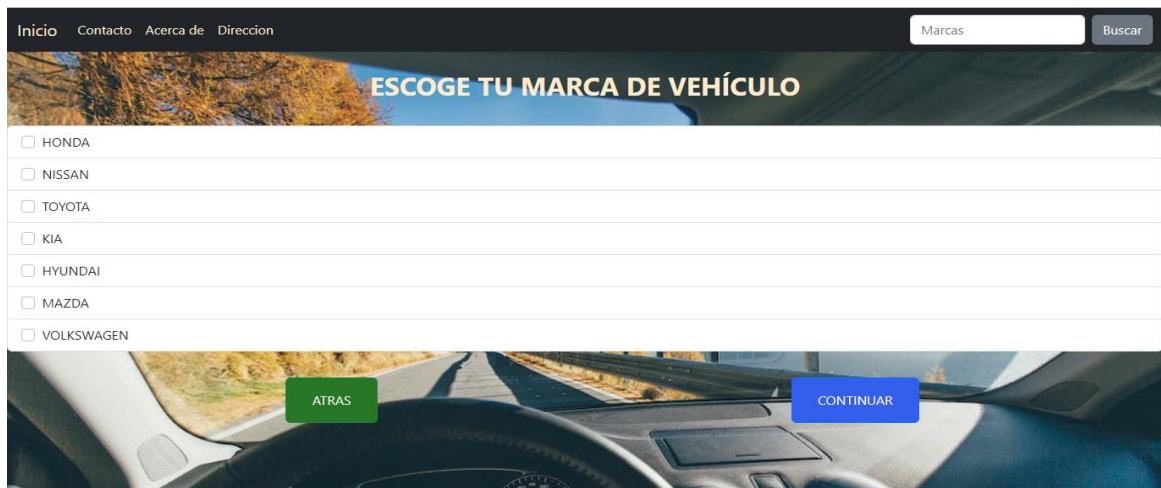 Inicio Contacto Acerca de Direccion Marcas Buscar
ESCOGE TU MARCA DE VEHÍCULO
HONDA
NISSAN
TOYOTA
KIA
HYUNDAI
MAZDA
VOLKSWAGEN
ATRAS CONTINUAR